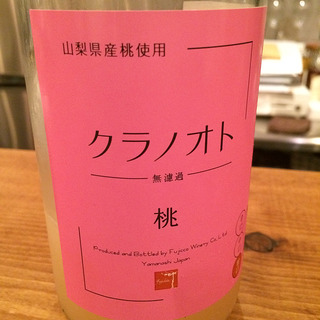 山梨県産桃使用
クラノオト
無濾過
桃
Produced and Bottled by Fujicco Winery Co.,Ltd.
Yamanashi Japan